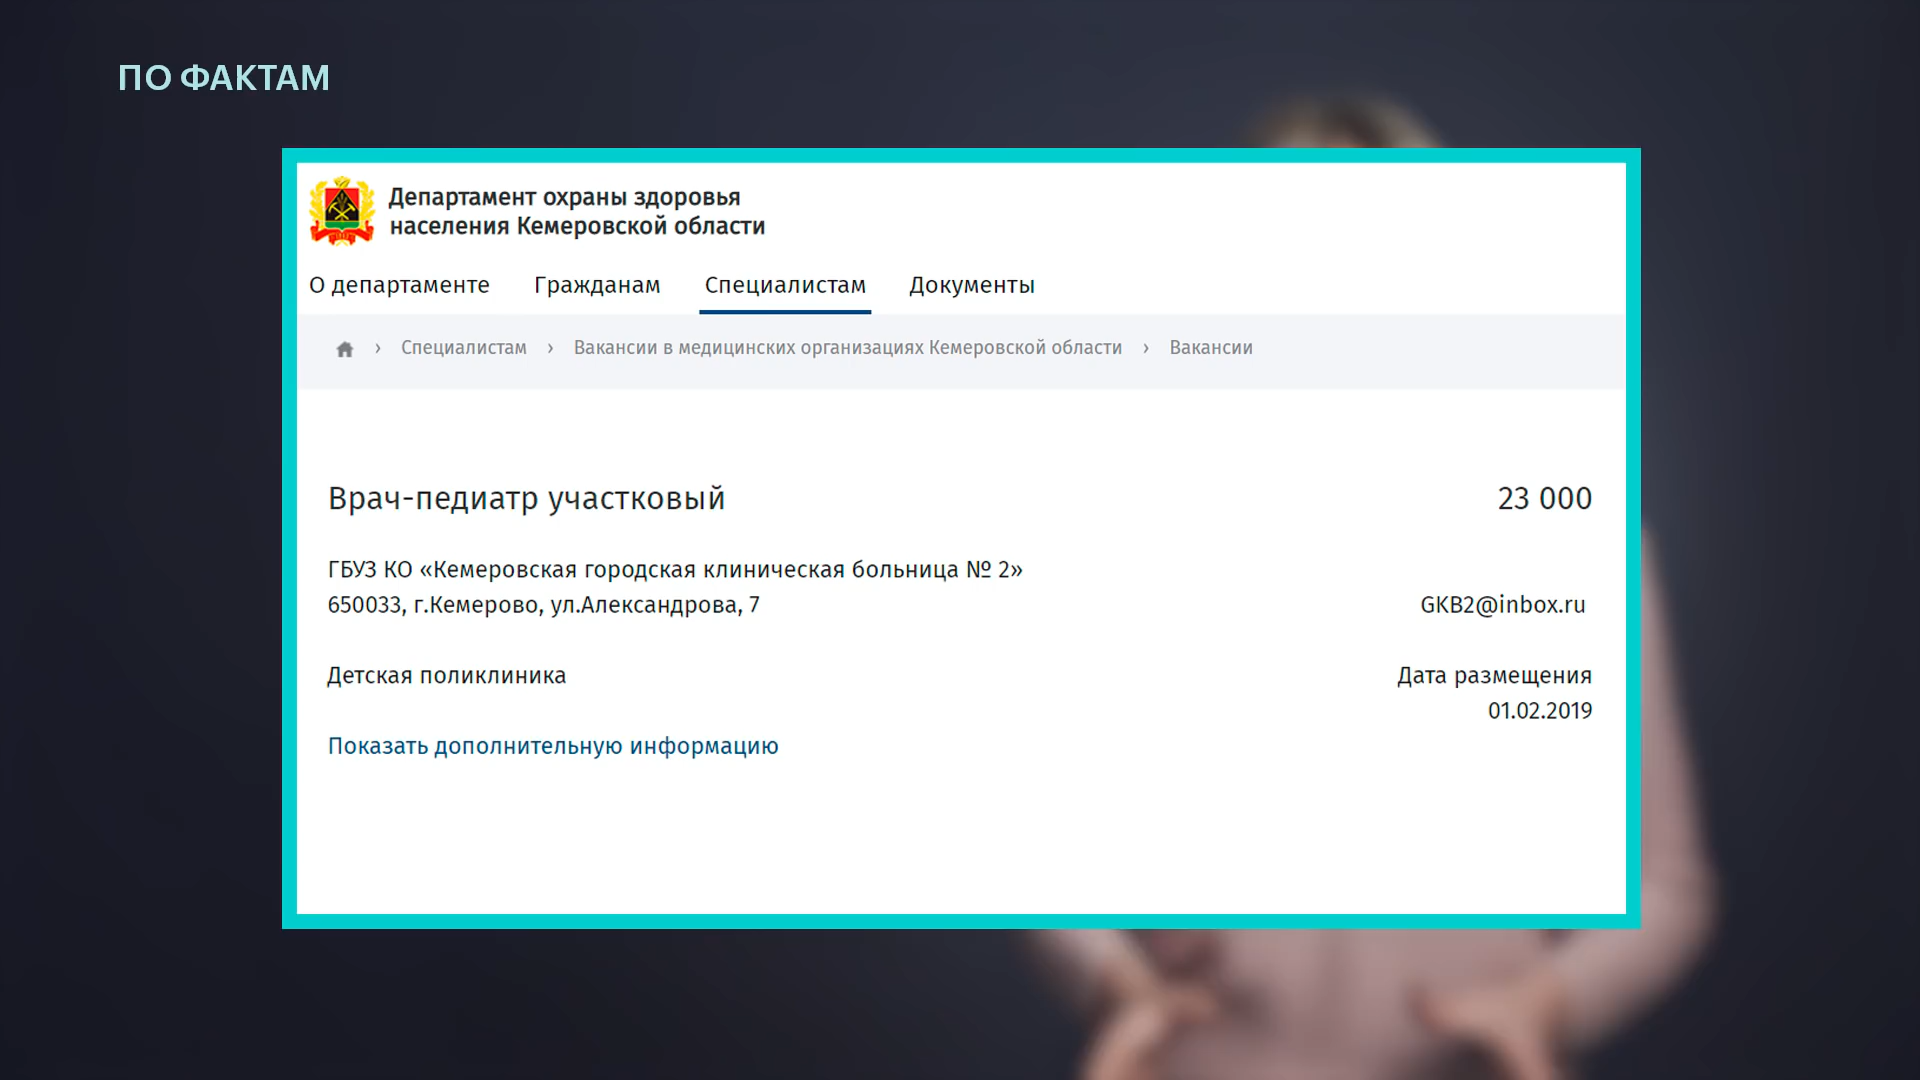 ПО ФАКТАМ
Департамент охраны здоровья
населения Кемеровской области
О департаменте Гражданам Специалистам Документы
› Специалистам › Вакансии в медицинских организациях Кемеровской области › Вакансии
Врач-педиатр участковый 23 000
ГБУЗ КО «Кемеровская городская клиническая больница № 2»
650033, г.Кемерово, ул.Александрова, 7 GKB2@inbox.ru
Детская поликлиника Дата размещения
01.02.2019
Показать дополнительную информацию